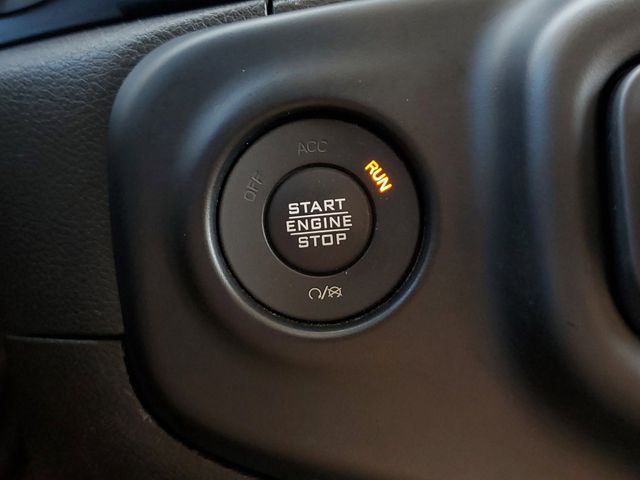 ACC
OFF
RUN
START
ENGINE
STOP